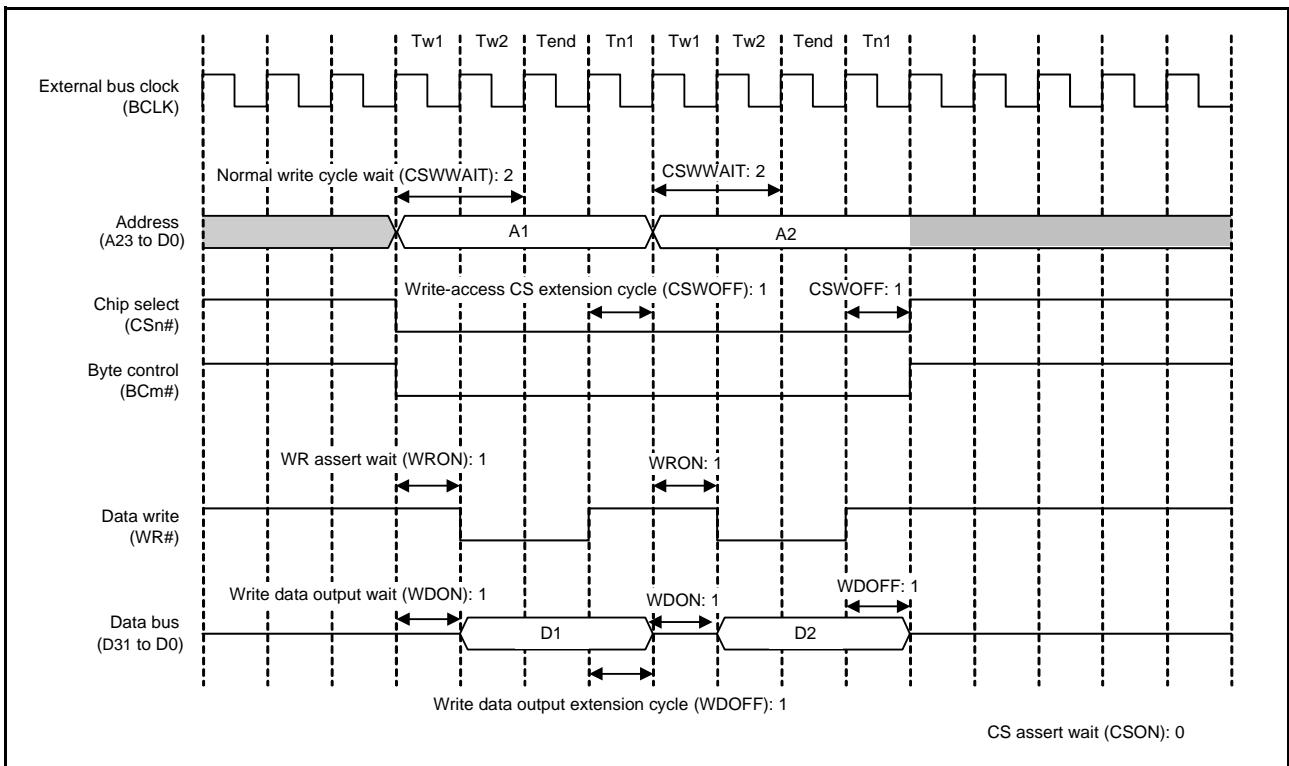 Tw1 Tw2 Tend Tn1 Tw1 Tw2 Tend Tn1
External bus clock
(BCLK)
Normal write cycle wait (CSWWAIT): 2
CSWWAIT: 2
Address
(A23 to D0)
A1
A2
Write-access CS extension cycle (CSWOFF): 1
CSWOFF: 1
Chip select
(CSn#)
Byte control
(BCm#)
WR assert wait (WRON): 1
WRON: 1
Data write
(WR#)
Write data output wait (WDON): 1
WDON: 1
WDOFF: 1
Data bus
(D31 to D0)
D1
D2
Write data output extension cycle (WDOFF): 1
CS assert wait (CSON): 0